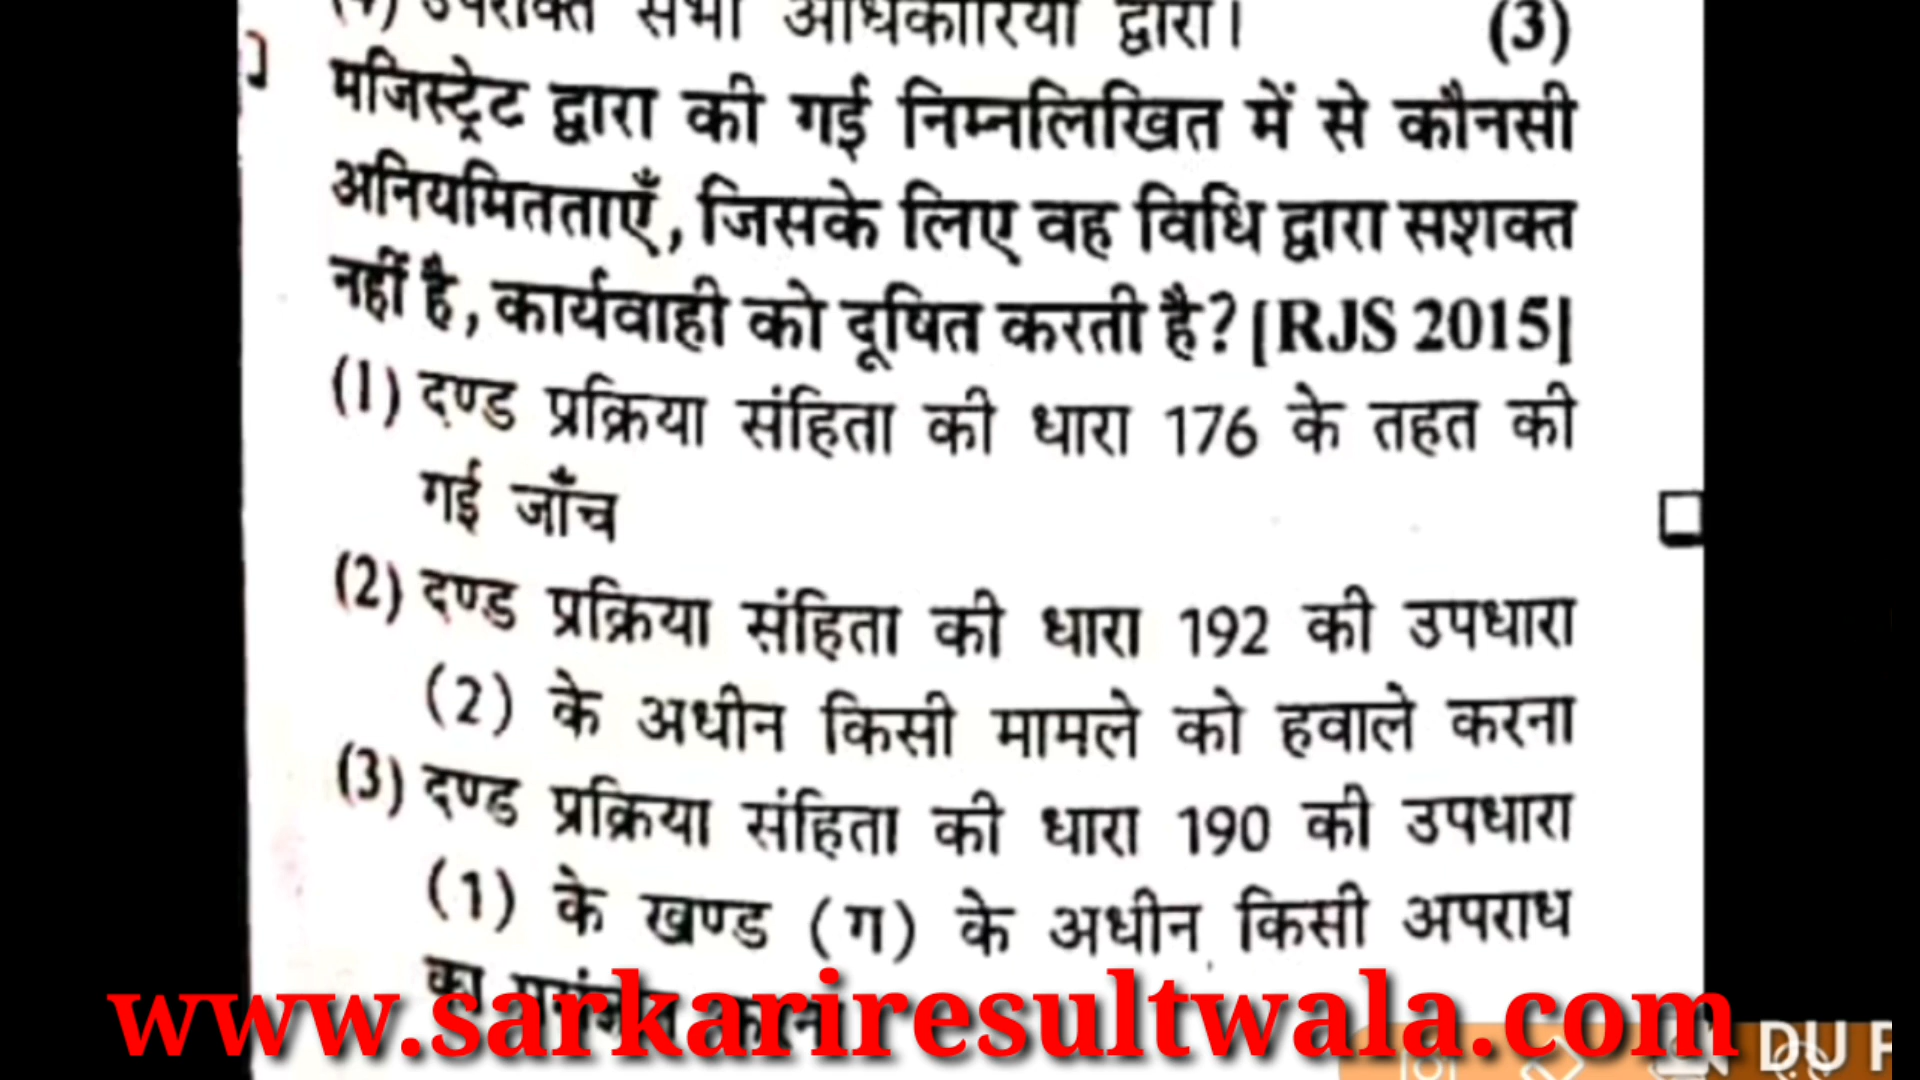 (4) उपरोक्त सभी अधिकारियों द्वारा।
(3)
मजिस्ट्रेट द्वारा की गई निम्नलिखित में से कौनसी
अनियमितताएँ, जिसके लिए वह विधि द्वारा सशक्त
नहीं है, कार्यवाही को दूषित करती है? [RJS 2015]
(1) दण्ड प्रक्रिया संहिता की धारा 176 के तहत की
गई जाँच
(2) दण्ड प्रक्रिया संहिता की धारा 192 की उपधारा
(2) के अधीन किसी मामले को हवाले करना
(3) दण्ड प्रक्रिया संहिता की धारा 190 की उपधारा
(1) के खण्ड (ग) के अधीन किसी अपराध
का
www.sarkariresultwala.com
DU P